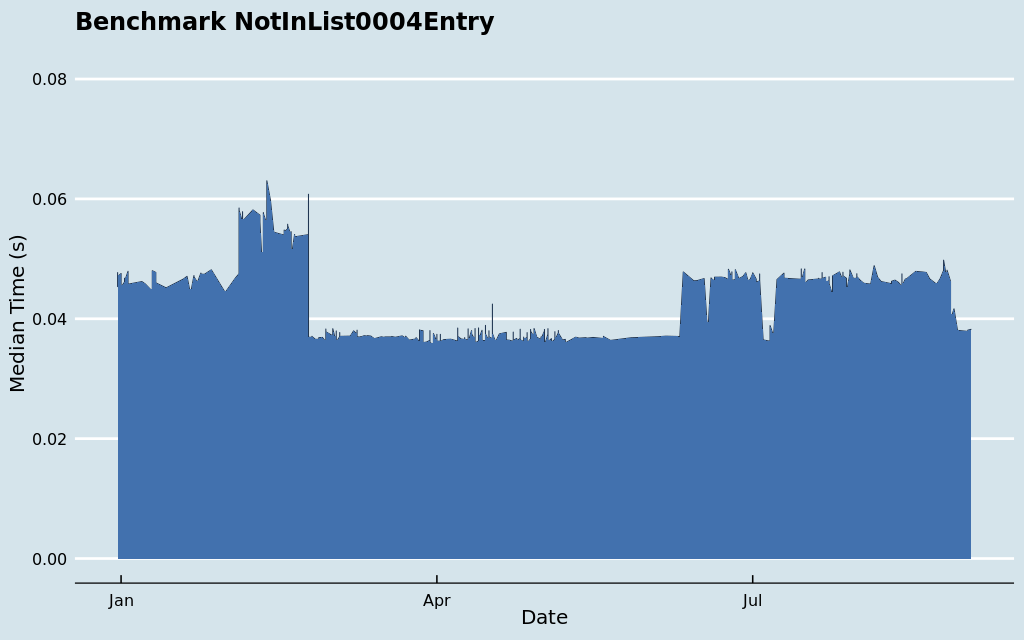 Benchmark NotInList0004Entry
Median Time (s)
0.08
0.06
0.04
0.02
0.00
Jan
Apr
Jul
Date